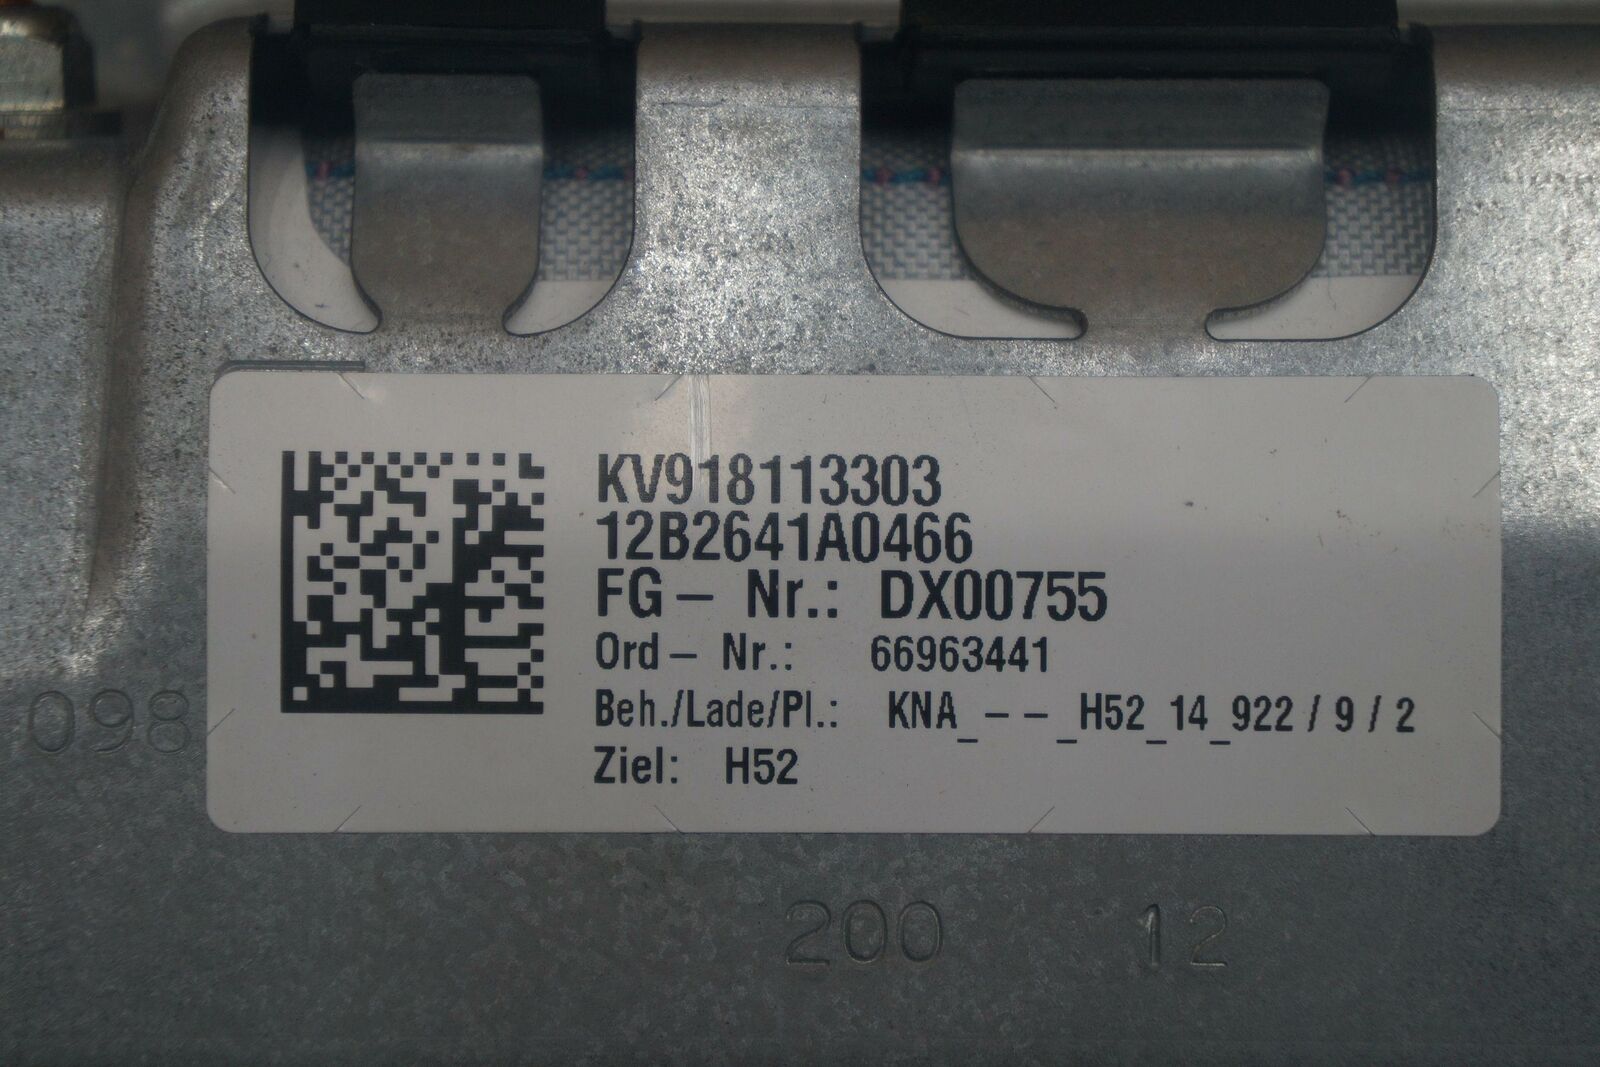 KV918113303
12B2641A0466
FG – Nr.: DX00755
Ord – Nr.: 66963441
Beh./Lade/Pl.: KNA_ – – _H52_14_922 / 9 / 2
Ziel: H52
098
200 12